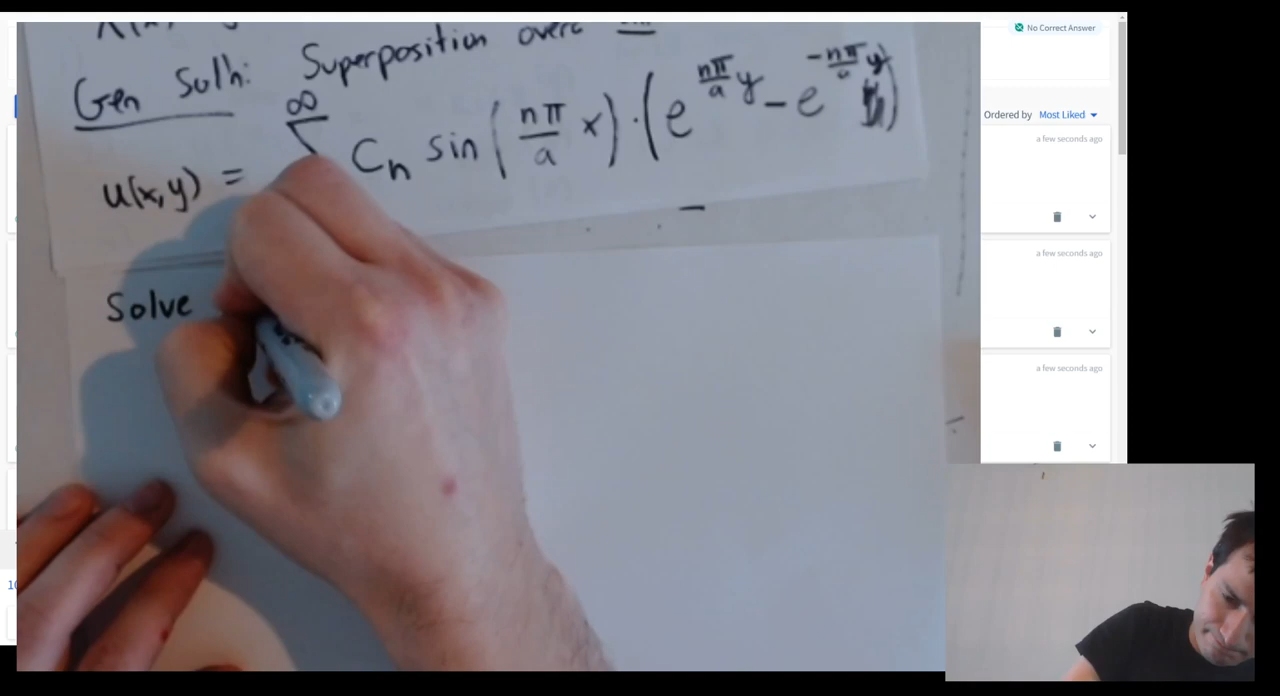 No Correct Answer
Ordered by Most Liked
a few seconds ago
a few seconds ago
a few seconds ago
Gen Solh: Superposition over
u(x,y) = ∞ Cn sin(nπ/a x)·(e^(nπ/a y) - e^(-nπ/a y))
Solve